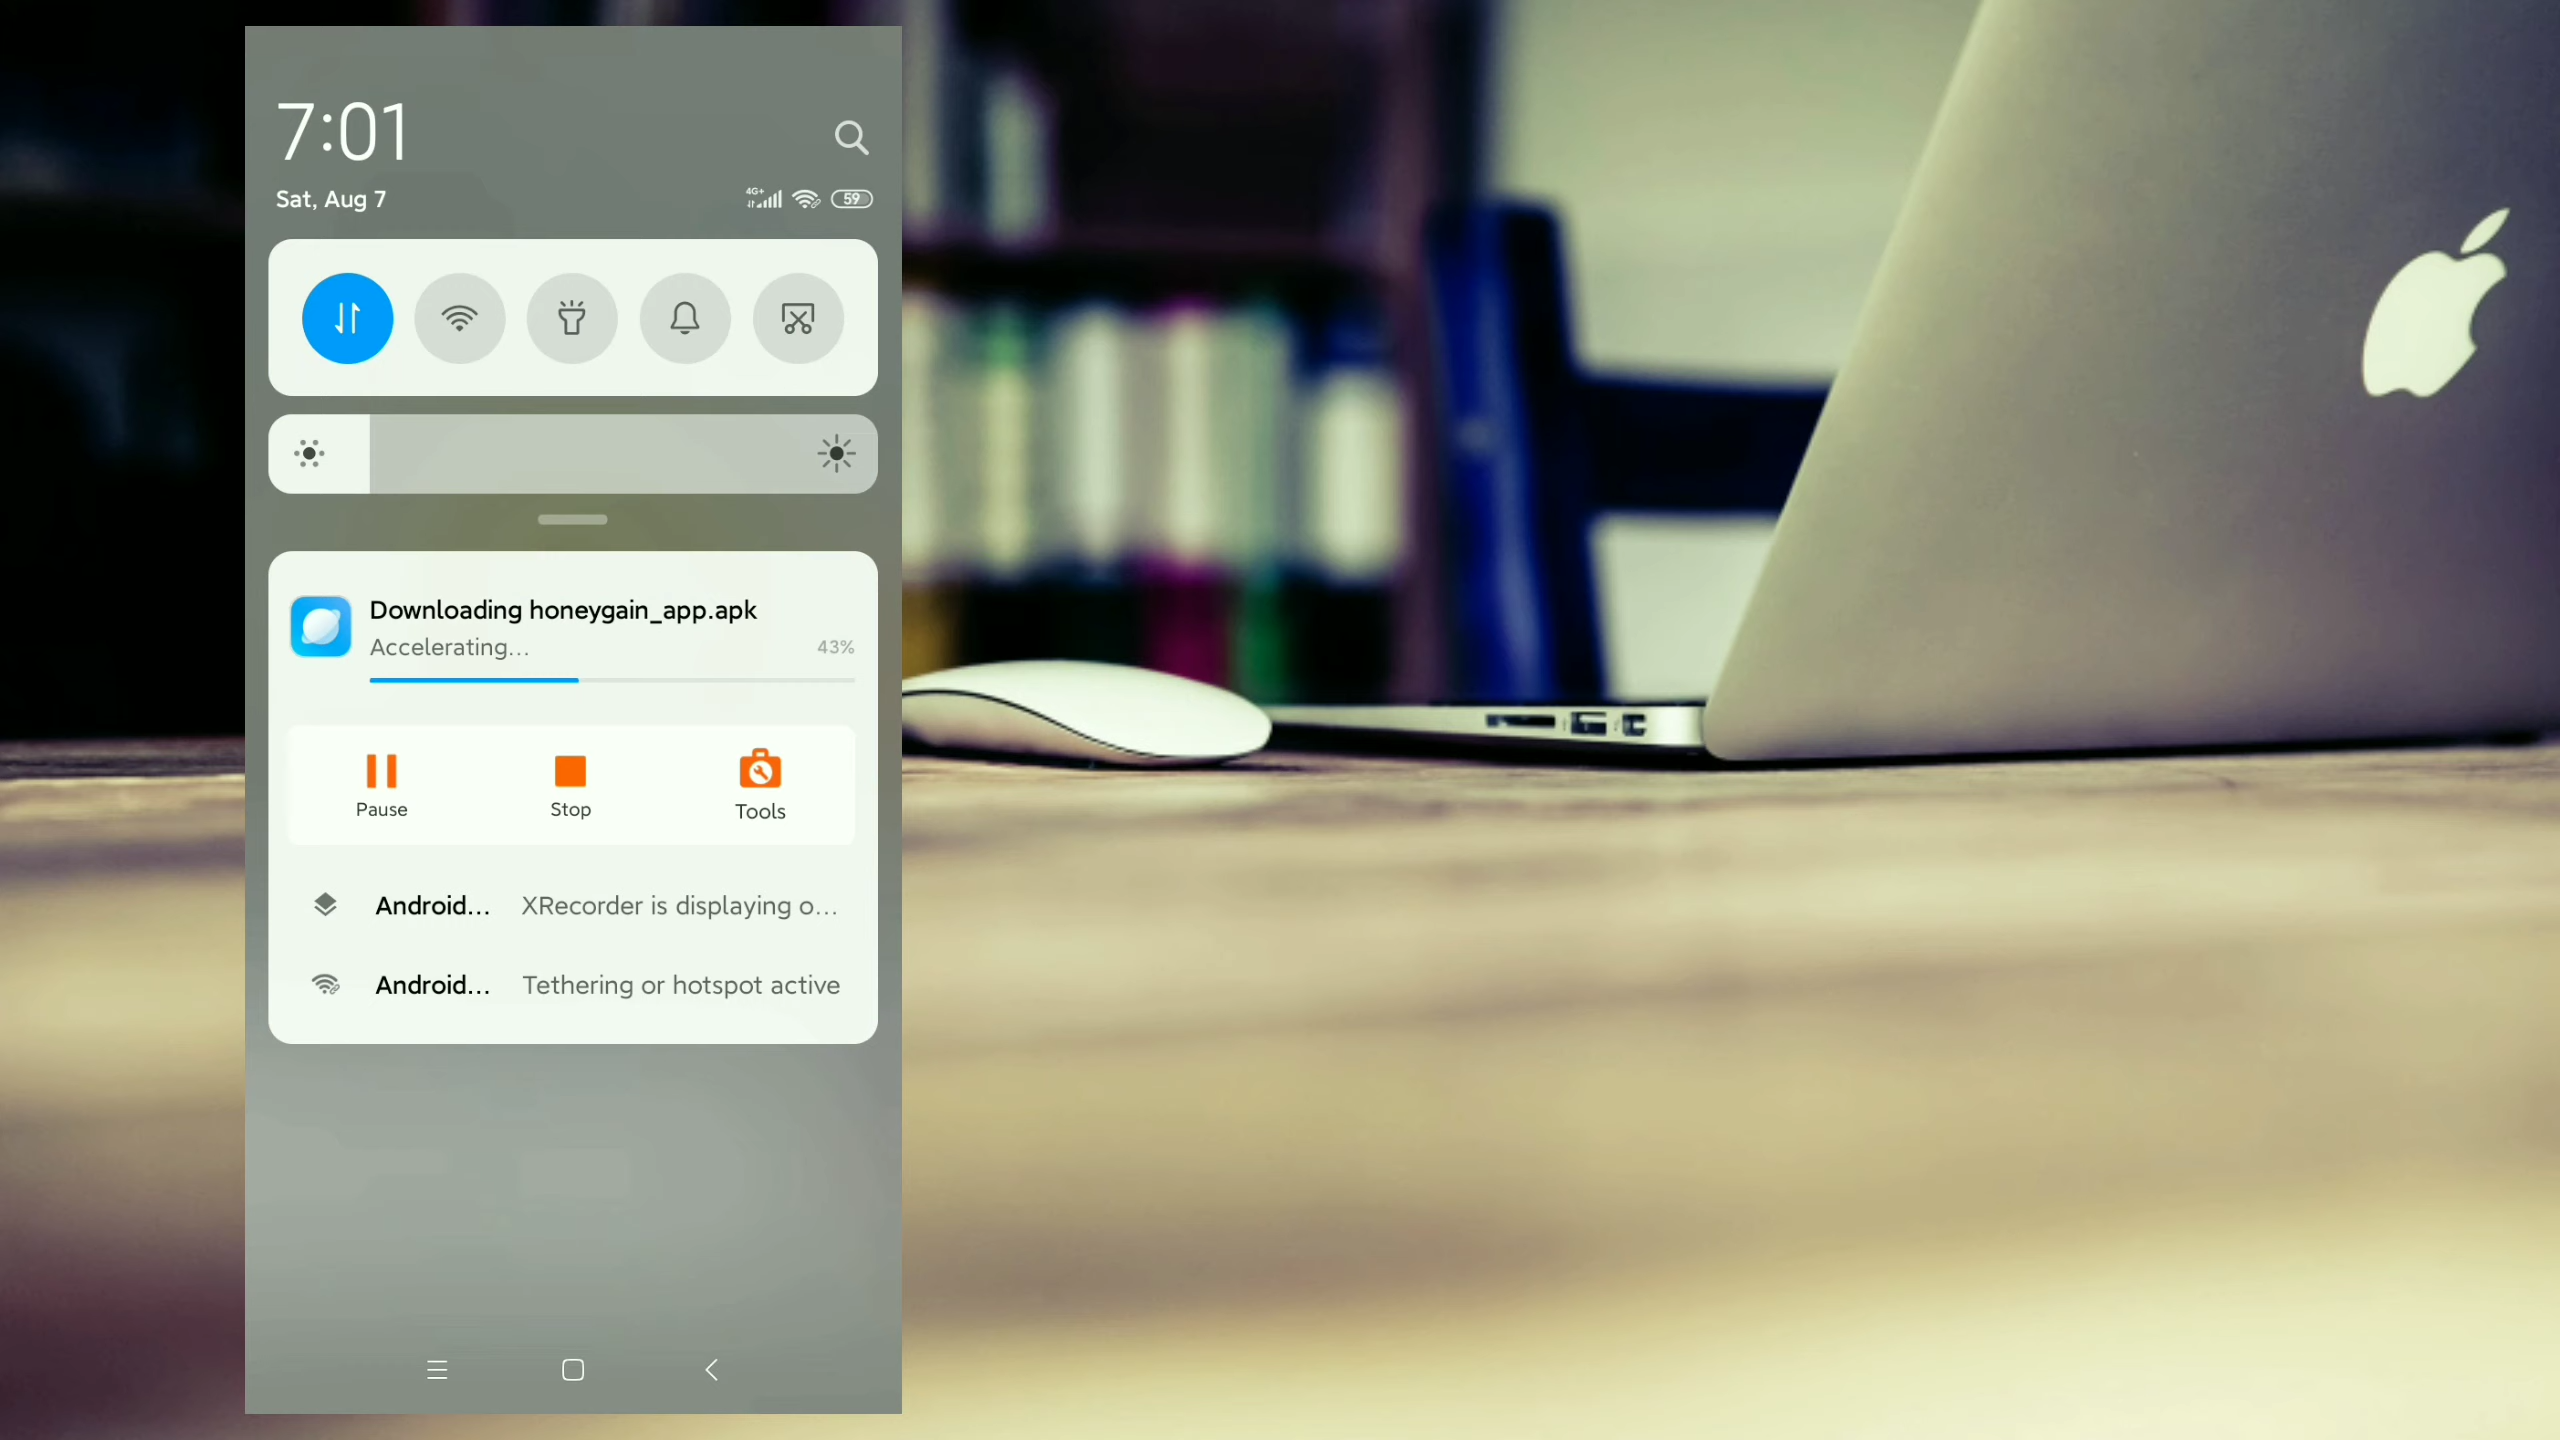 7:01
Sat, Aug 7
4G+
59
Downloading honeygain_app.apk
Accelerating...
43%
Pause
Stop
Tools
Android...
XRecorder is displaying o...
Android...
Tethering or hotspot active